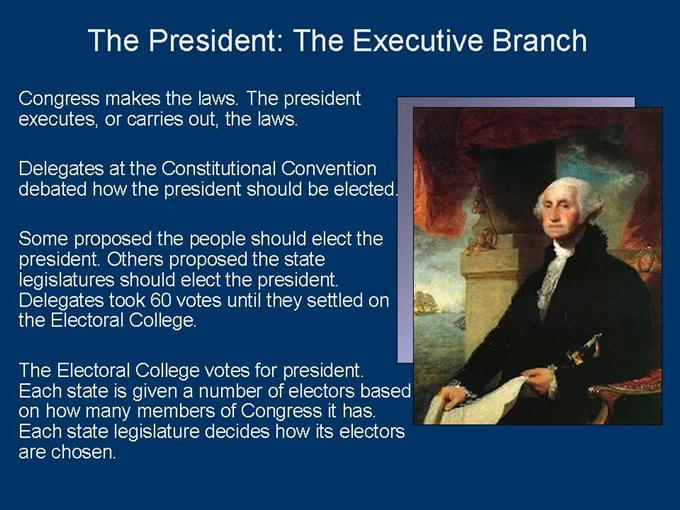 The President: The Executive Branch
Congress makes the laws. The president
executes, or carries out, the laws.
Delegates at the Constitutional Convention
debated how the president should be elected.
Some proposed the people should elect the
president. Others proposed the state
legislatures should elect the president.
Delegates took 60 votes until they settled on
the Electoral College.
The Electoral College votes for president.
Each state is given a number of electors based
on how many members of Congress it has.
Each state legislature decides how its electors
are chosen.